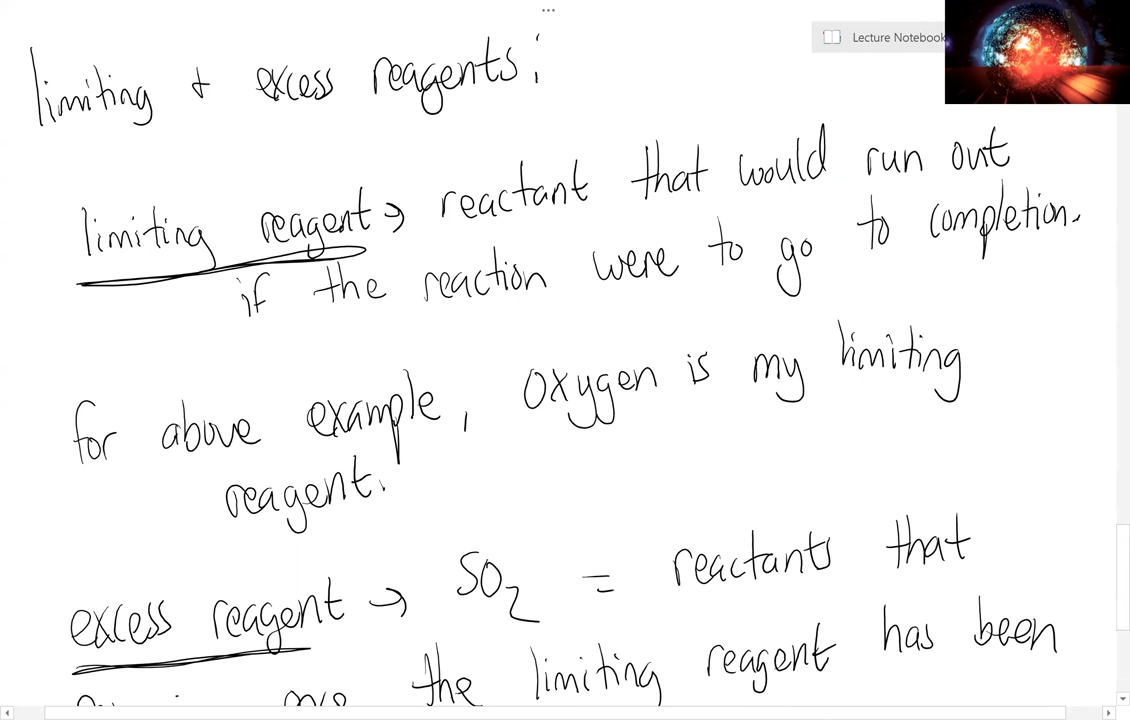 Lecture Notebook
limiting + excess reagents:
limiting reagent → reactant that would run out
if the reaction were to go to completion.
for above example, oxygen is my limiting
reagent.
excess reagent → SO₂ = reactants that
the limiting reagent has been